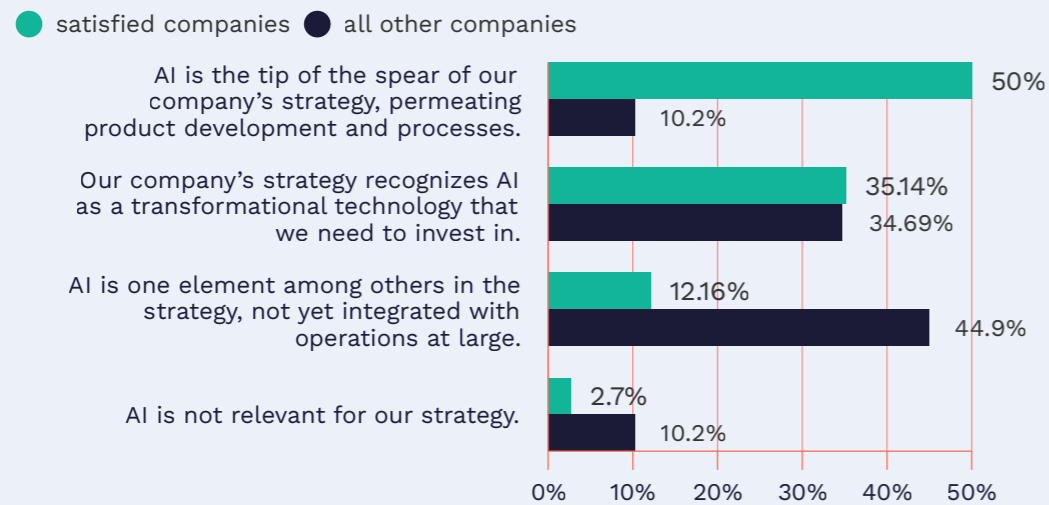 satisfied companies all other companies
AI is the tip of the spear of our
company’s strategy, permeating
product development and processes.
50%
10.2%
Our company’s strategy recognizes AI
as a transformational technology that
we need to invest in.
35.14%
34.69%
AI is one element among others in the
strategy, not yet integrated with
operations at large.
12.16%
44.9%
AI is not relevant for our strategy.
2.7%
10.2%
0% 10% 20% 30% 40% 50%